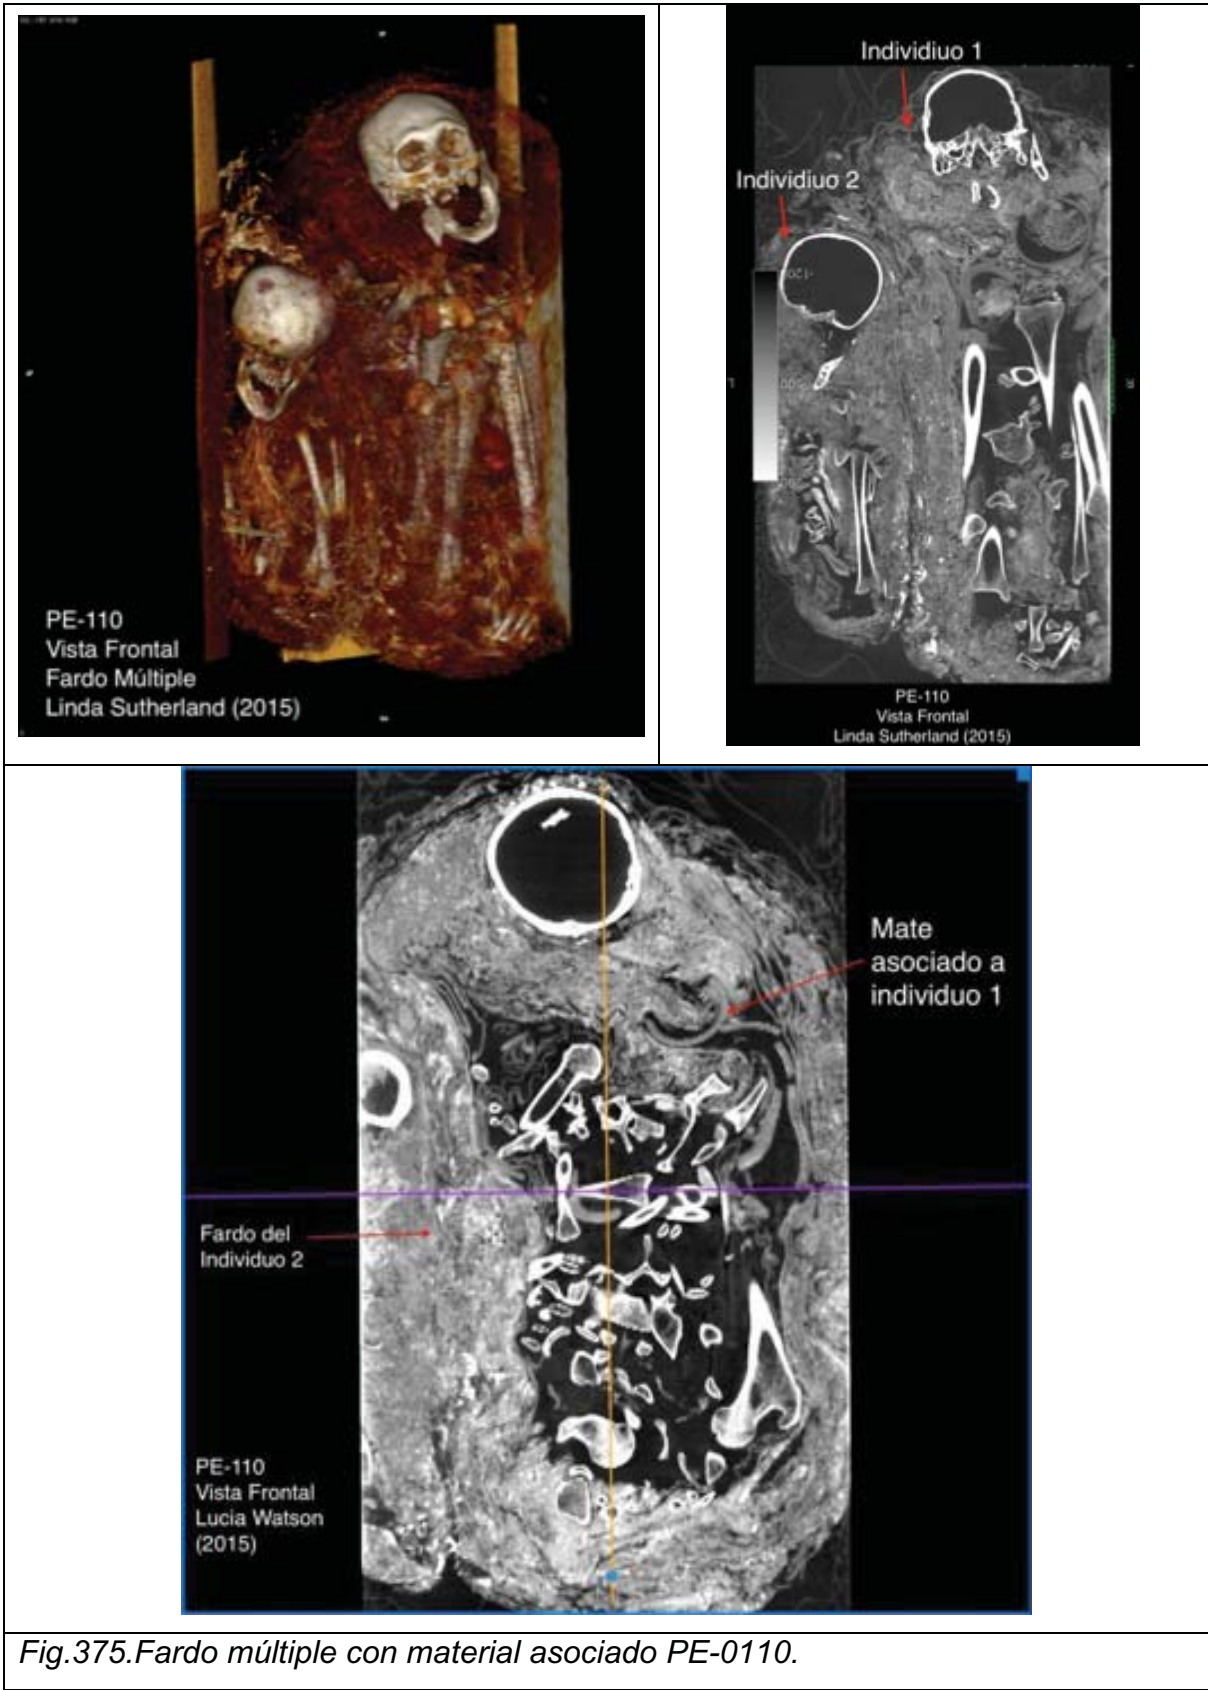 PE-110
Vista Frontal
Fardo Múltiple
Linda Sutherland (2015)
Individiuo 1
Individiuo 2
PE-110
Vista Frontal
Linda Sutherland (2015)
Mate
asociado a
individuo 1
Fardo del
Individuo 2
PE-110
Vista Frontal
Lucia Watson
(2015)
Fig.375.Fardo múltiple con material asociado PE-0110.